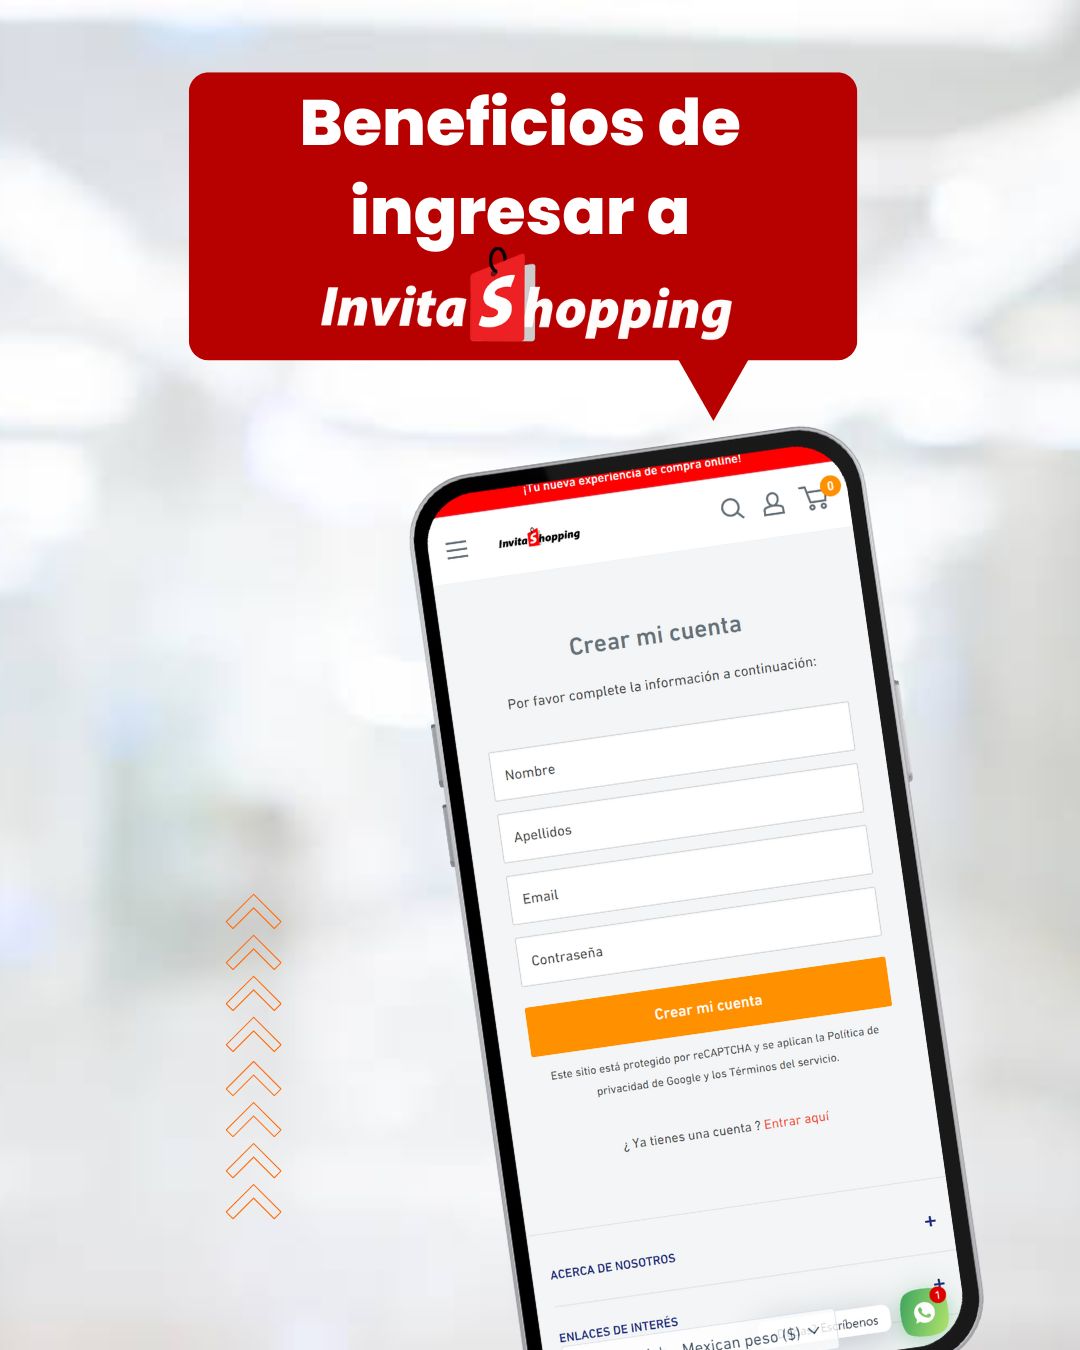 Beneficios de
ingresar a
InvitaShopping
¡Tu nueva experiencia de compra online!
0
InvitaShopping
Crear mi cuenta
Por favor complete la información a continuación:
Nombre
Apellidos
Email
Contraseña
Crear mi cuenta
Este sitio está protegido por reCAPTCHA y se aplican la Política de
privacidad de Google y los Términos del servicio.
¿ Ya tienes una cuenta ? Entrar aquí
ACERCA DE NOSOTROS +
ENLACES DE INTERÉS +
1
Mexican peso ($)
Escríbenos